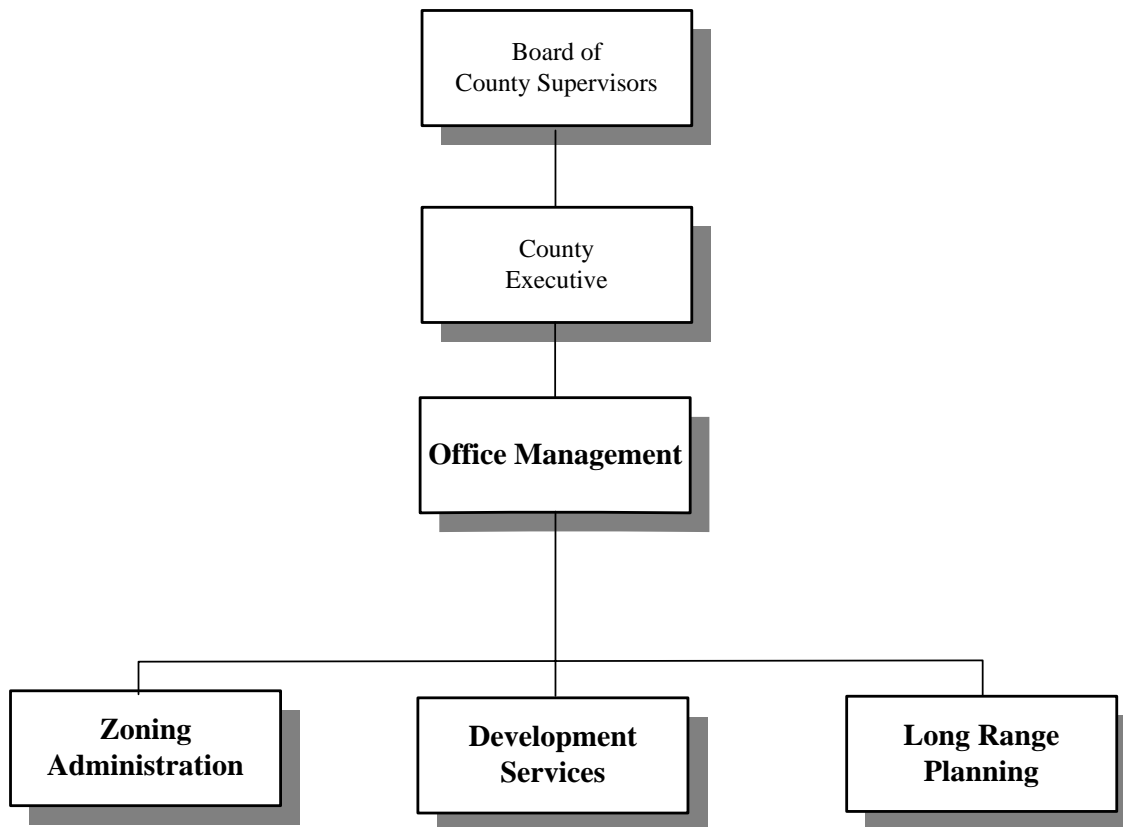 Board of
County Supervisors
County
Executive
Office Management
Zoning
Administration
Development
Services
Long Range
Planning